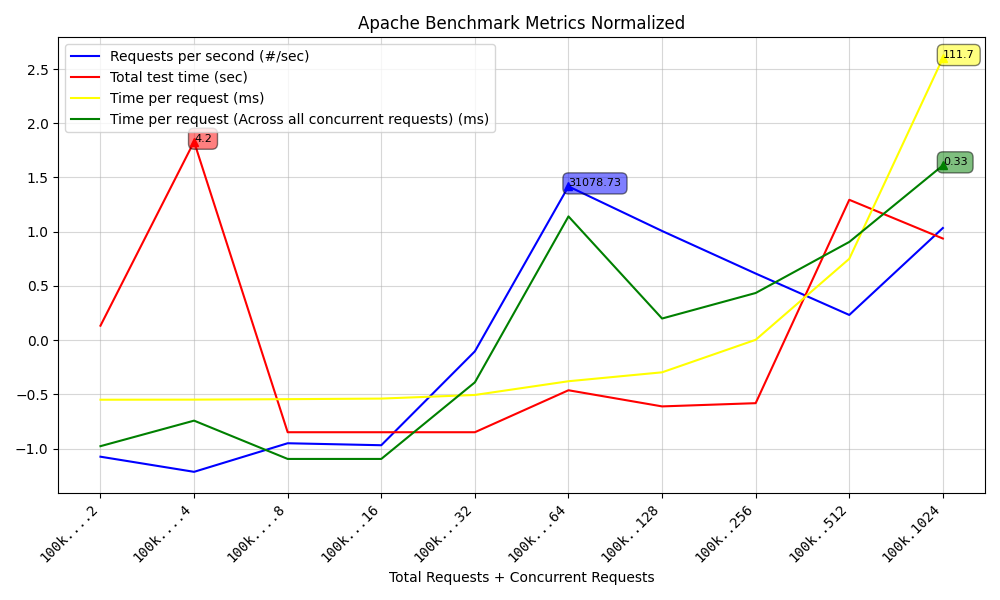 Apache Benchmark Metrics Normalized
Requests per second (#/sec)
Total test time (sec)
Time per request (ms)
Time per request (Across all concurrent requests) (ms)
111.7
4.2
31078.73
0.33
2.5
2.0
1.5
1.0
0.5
0.0
−0.5
−1.0
100k....2
100k....4
100k....8
100k...16
100k...32
100k...64
100k..128
100k..256
100k..512
100k.1024
Total Requests + Concurrent Requests